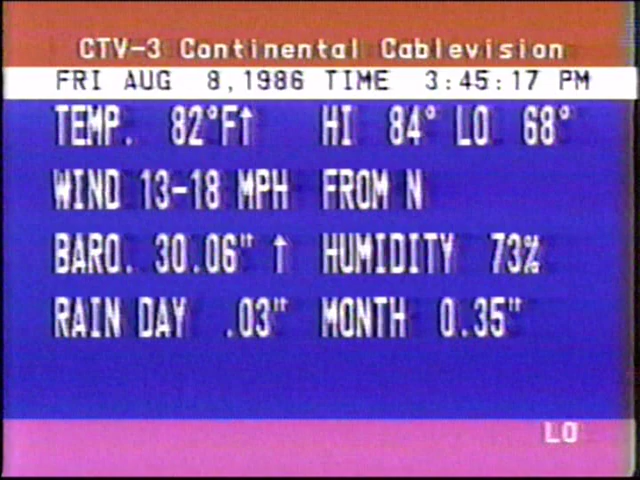 CTV-3 Continental Cablevision
FRI AUG 8,1986 TIME 3:45:17 PM
TEMP. 82°F↑ HI 84° LO 68°
WIND 13-18 MPH FROM N
BARO. 30.06" ↑ HUMIDITY 73%
RAIN DAY .03" MONTH 0.35"
LO